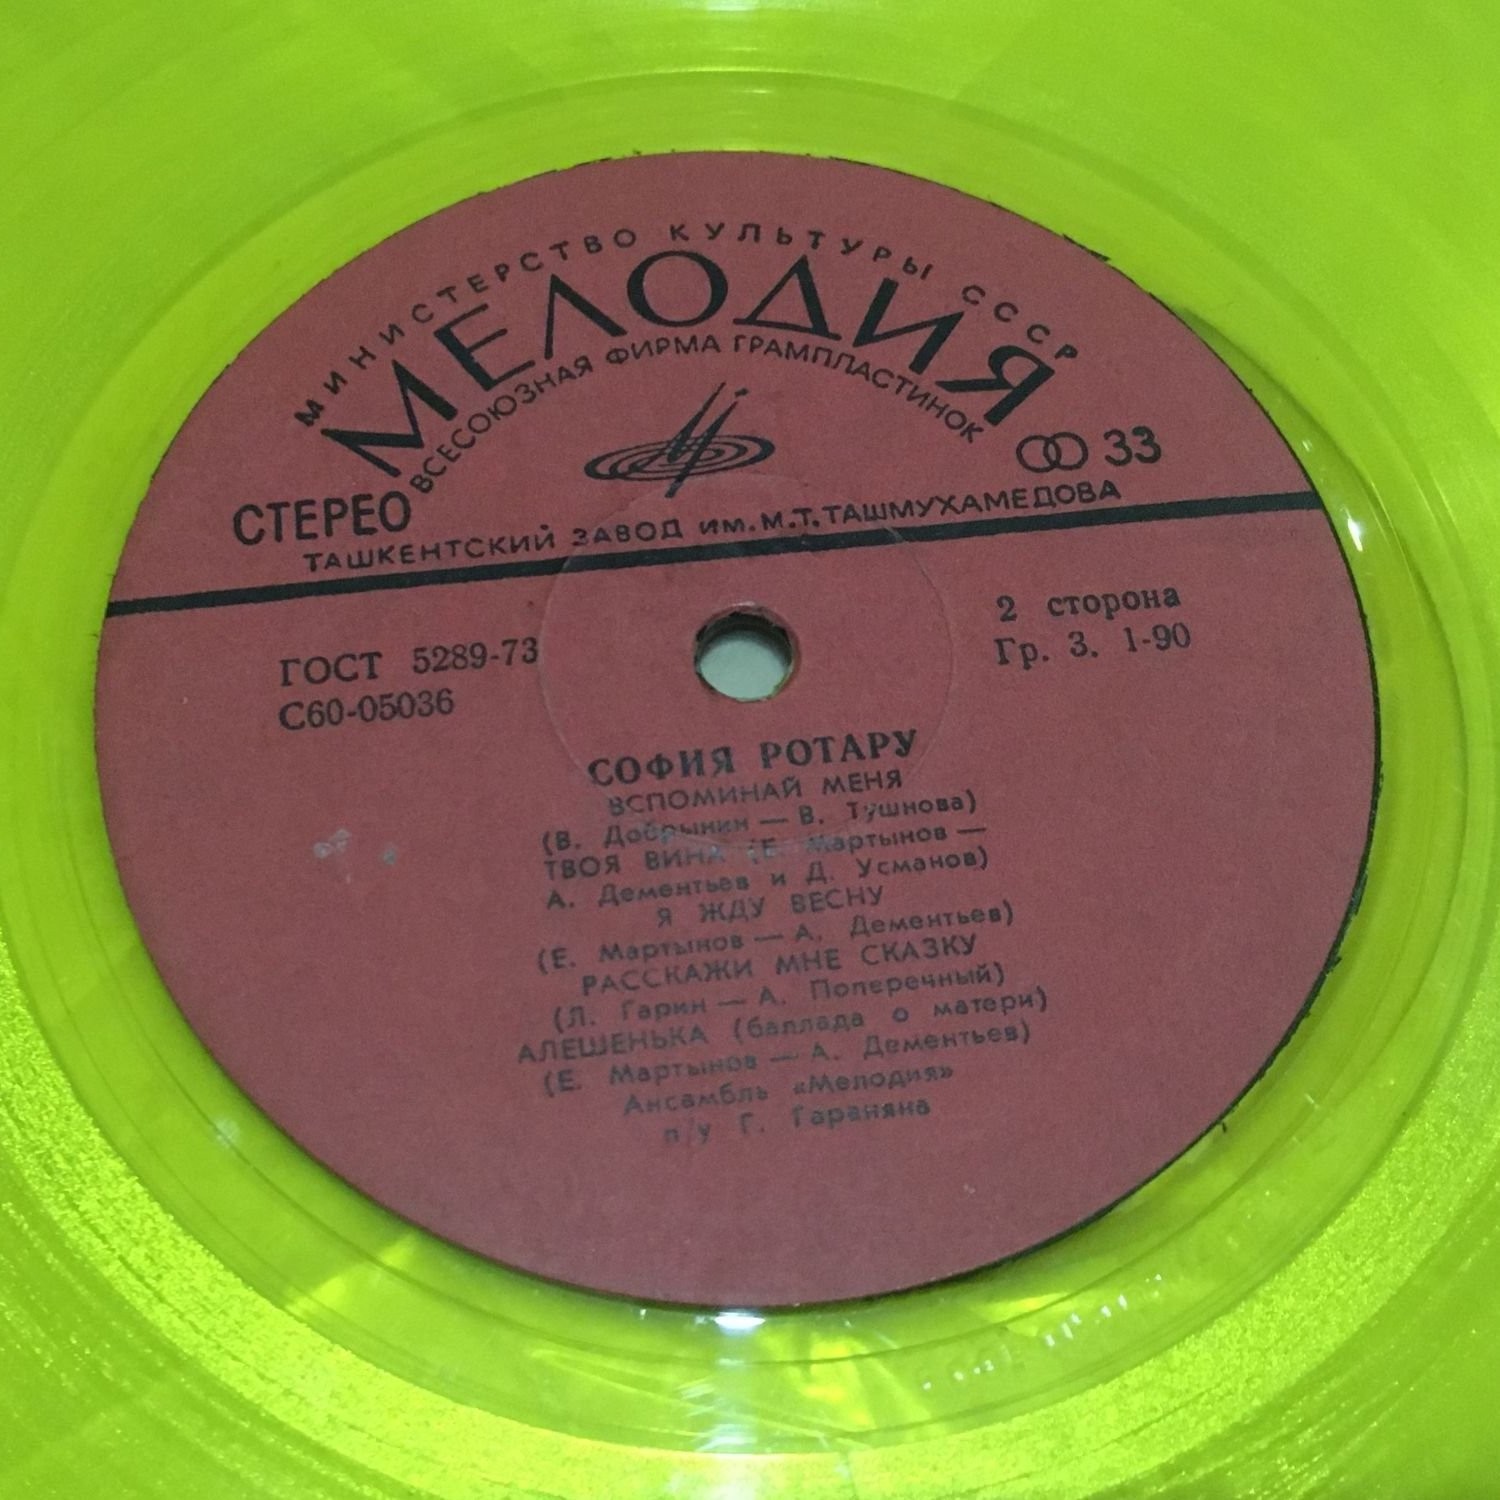 МИНИСТЕРСТВО КУЛЬТУРЫ СССР
МЕЛОДИЯ
ВСЕСОЮЗНАЯ ФИРМА ГРАМПЛАСТИНОК
СТЕРЕО
33
ТАШКЕНТСКИЙ ЗАВОД им. М.Т. ТАШМУХАМЕДОВА
ГОСТ 5289-73
С60-05036
2 сторона
Гр. 3. 1-90
СОФИЯ РОТАРУ
ВСПОМИНАЙ МЕНЯ
(В. Добрынин — В. Тушнова)
ТВОЯ ВИНА (Е. Мартынов —
А. Дементьев и Д. Усманов)
Я ЖДУ ВЕСНУ
(Е. Мартынов — А. Дементьев)
РАССКАЖИ МНЕ СКАЗКУ
(Л. Гарин — А. Поперечный)
АЛЕШЕНЬКА (баллада о матери)
(Е. Мартынов — А. Дементьев)
Ансамбль «Мелодия»
п/у Г. Гараняна